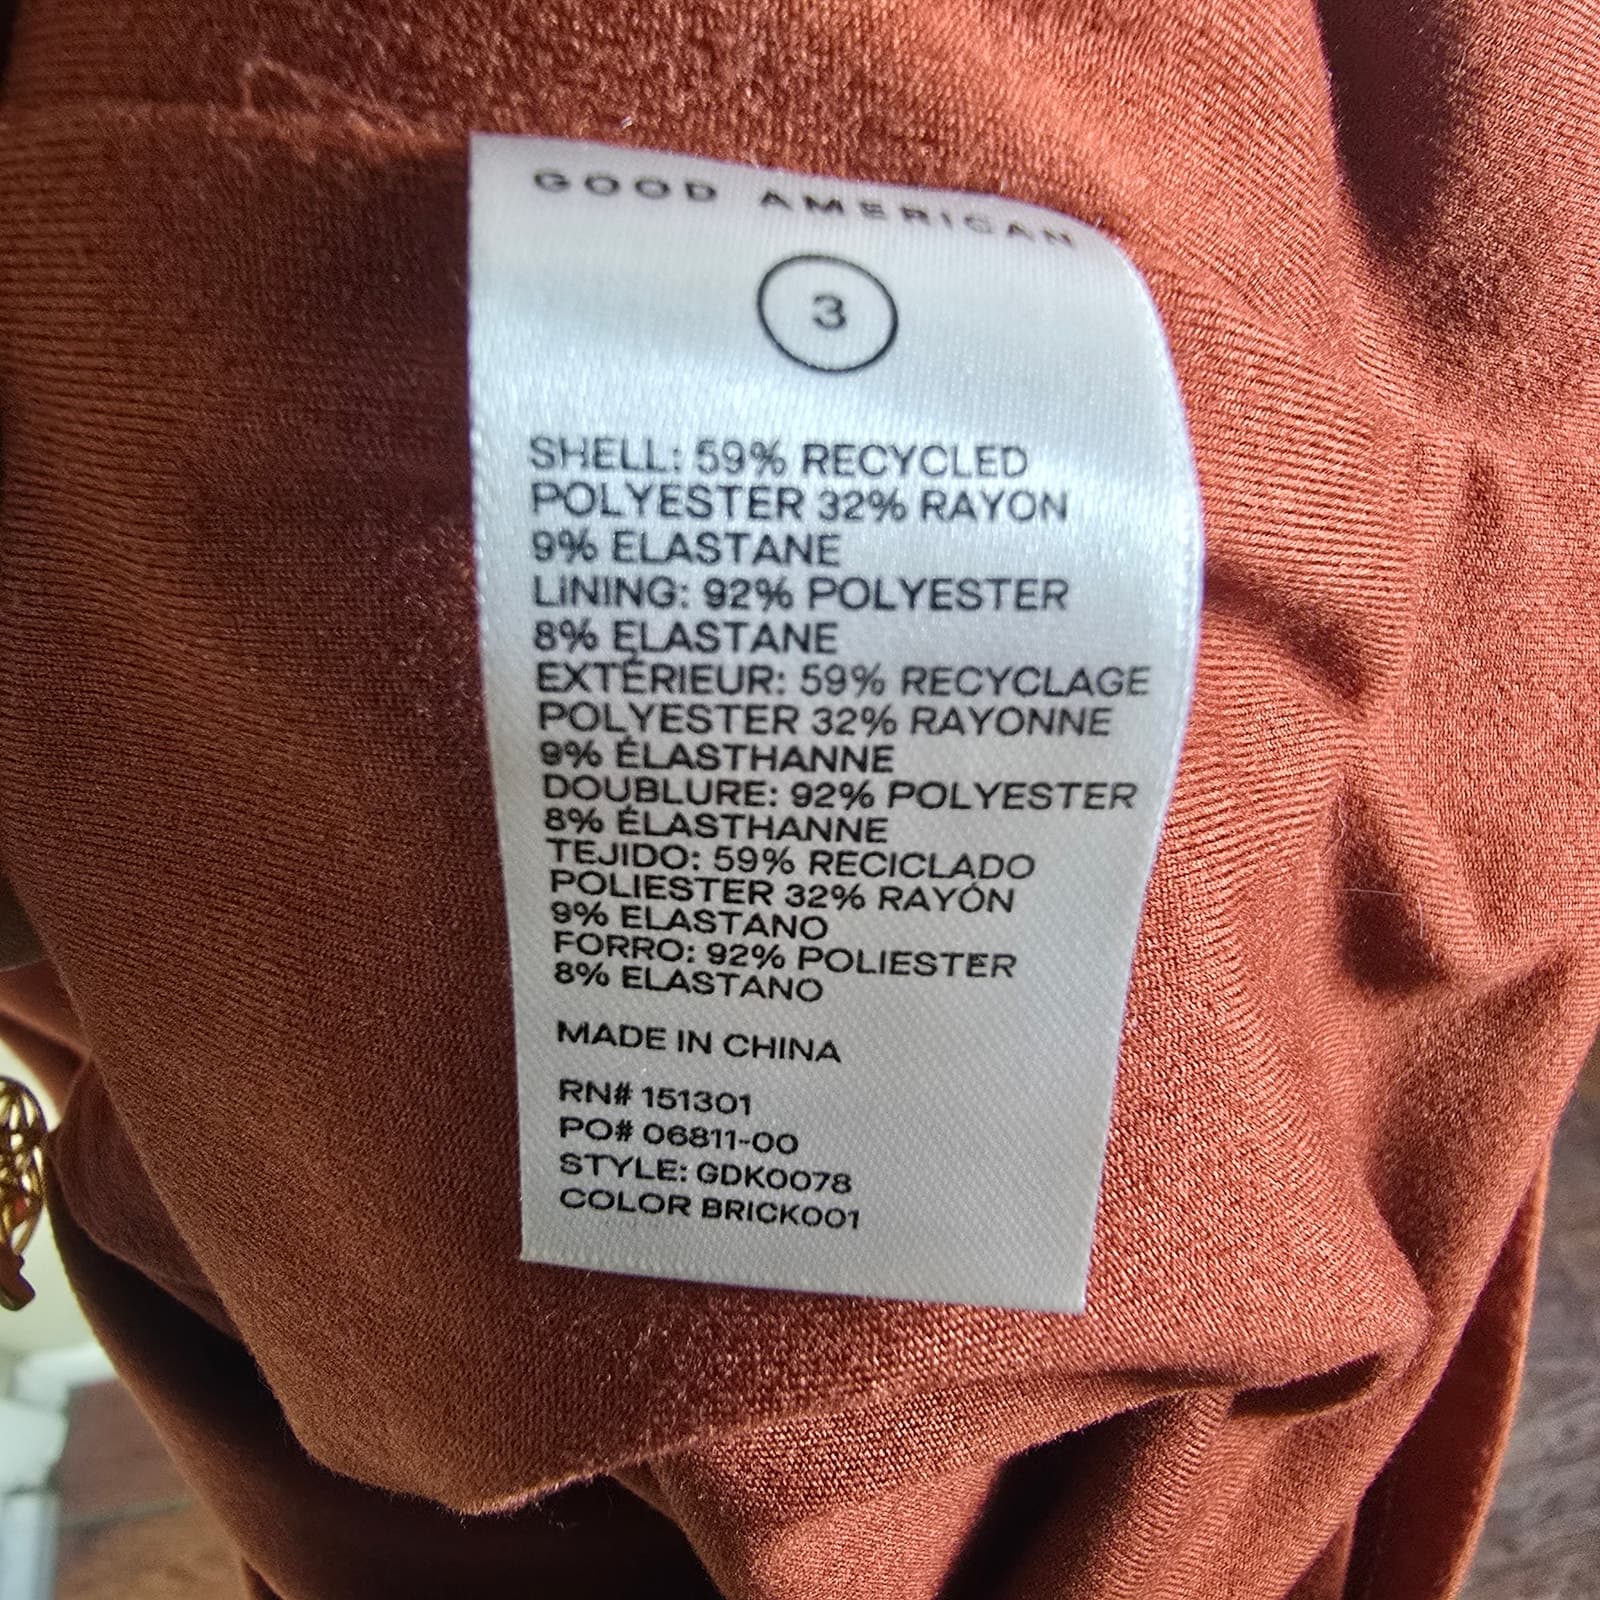 GOOD AMERICAN
3
SHELL: 59% RECYCLED
POLYESTER 32% RAYON
9% ELASTANE
LINING: 92% POLYESTER
8% ELASTANE
EXTÉRIEUR: 59% RECYCLAGE
POLYESTER 32% RAYONNE
9% ÉLASTHANNE
DOUBLURE: 92% POLYESTER
8% ÉLASTHANNE
TEJIDO: 59% RECICLADO
POLIESTER 32% RAYÓN
9% ELASTANO
FORRO: 92% POLIESTER
8% ELASTANO
MADE IN CHINA
RN# 151301
PO# 06811-00
STYLE: GDK0078
COLOR BRICK001